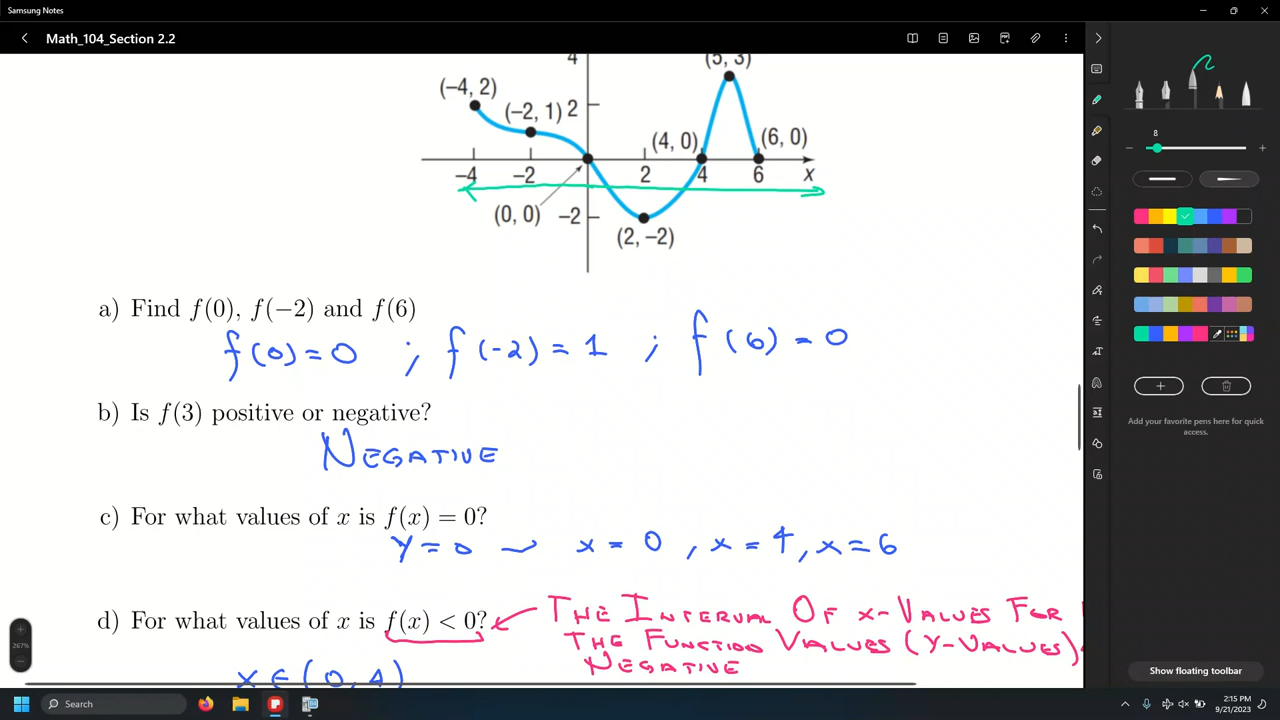 Samsung Notes
Math_104_Section 2.2
4
(5, 3)
(−4, 2)
(−2, 1) 2
(4, 0)
(6, 0)
−4 −2 2 4 6 x
(0, 0) −2
(2, −2)
a) Find f(0), f(−2) and f(6)
f(0) = 0 ; f(-2) = 1 ; f(6) = 0
b) Is f(3) positive or negative?
NEGATIVE
c) For what values of x is f(x) = 0?
Y = 0 x = 0 , x = 4, x = 6
d) For what values of x is f(x) < 0?
THE INTERVAL OF x-VALUES FOR
THE FUNCTION VALUES (Y-VALUES)
NEGATIVE
x ∈ (0, 4)
267%
8
Add your favorite pens here for quick
access.
Show floating toolbar
Search
2:15 PM
9/21/2023